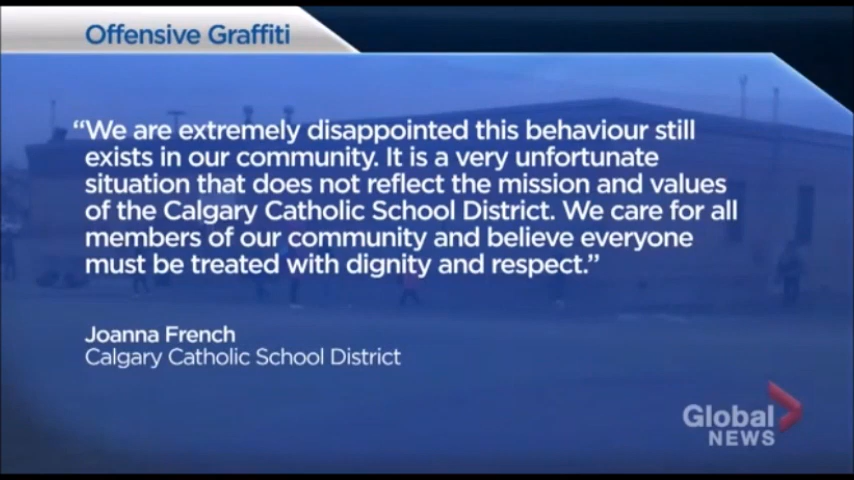 Offensive Graffiti
“We are extremely disappointed this behaviour still
exists in our community. It is a very unfortunate
situation that does not reflect the mission and values
of the Calgary Catholic School District. We care for all
members of our community and believe everyone
must be treated with dignity and respect.”
Joanna French
Calgary Catholic School District
Global
NEWS